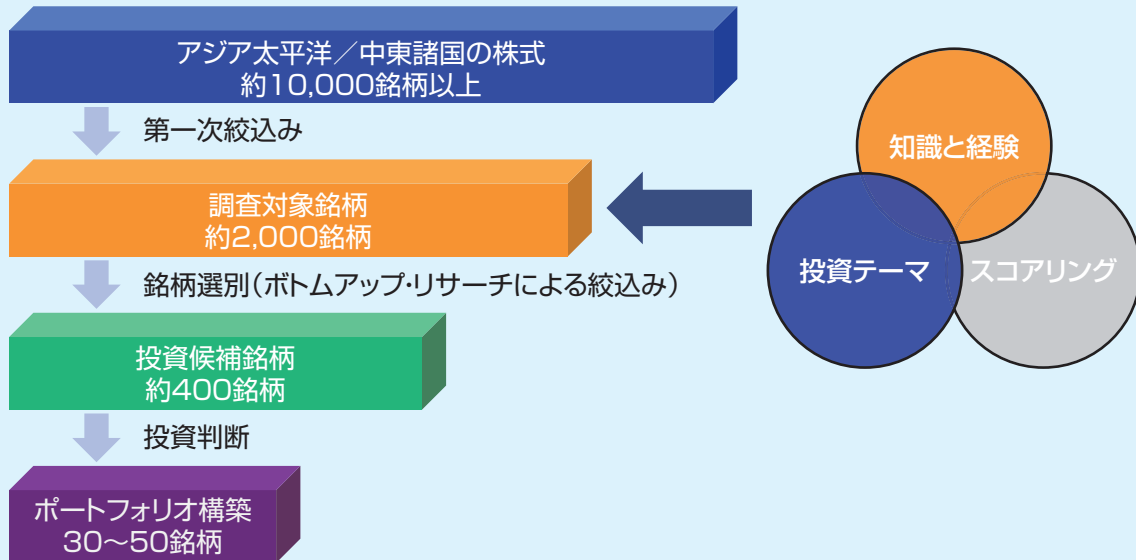 アジア太平洋／中東諸国の株式
約10,000銘柄以上
第一次絞込み
調査対象銘柄
約2,000銘柄
銘柄選別(ボトムアップ・リサーチによる絞込み)
投資候補銘柄
約400銘柄
投資判断
ポートフォリオ構築
30～50銘柄
知識と経験
投資テーマ
スコアリング